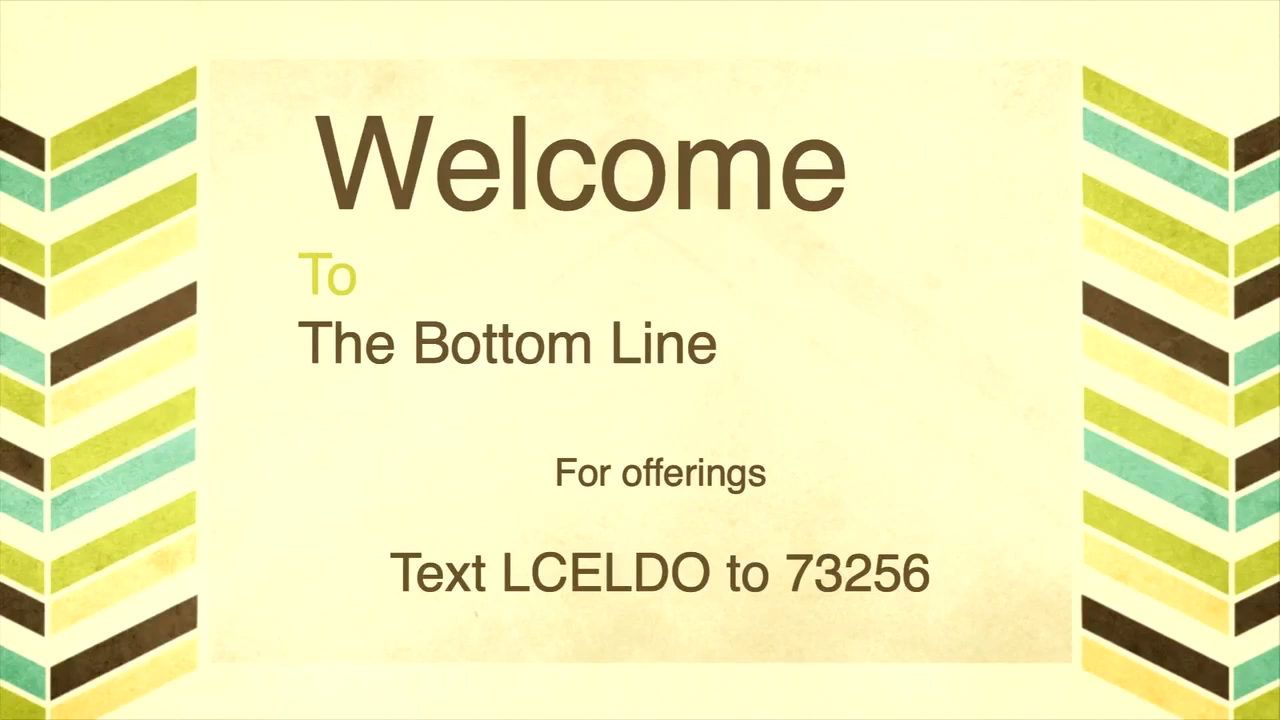 Welcome
To
The Bottom Line
For offerings
Text LCELDO to 73256